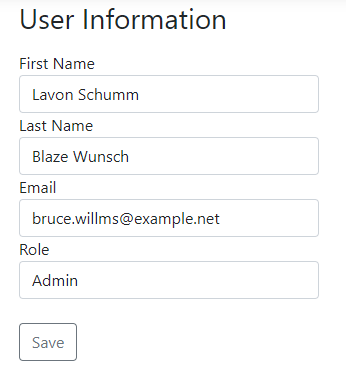 User Information
First Name
Lavon Schumm
Last Name
Blaze Wunsch
Email
bruce.willms@example.net
Role
Admin
Save